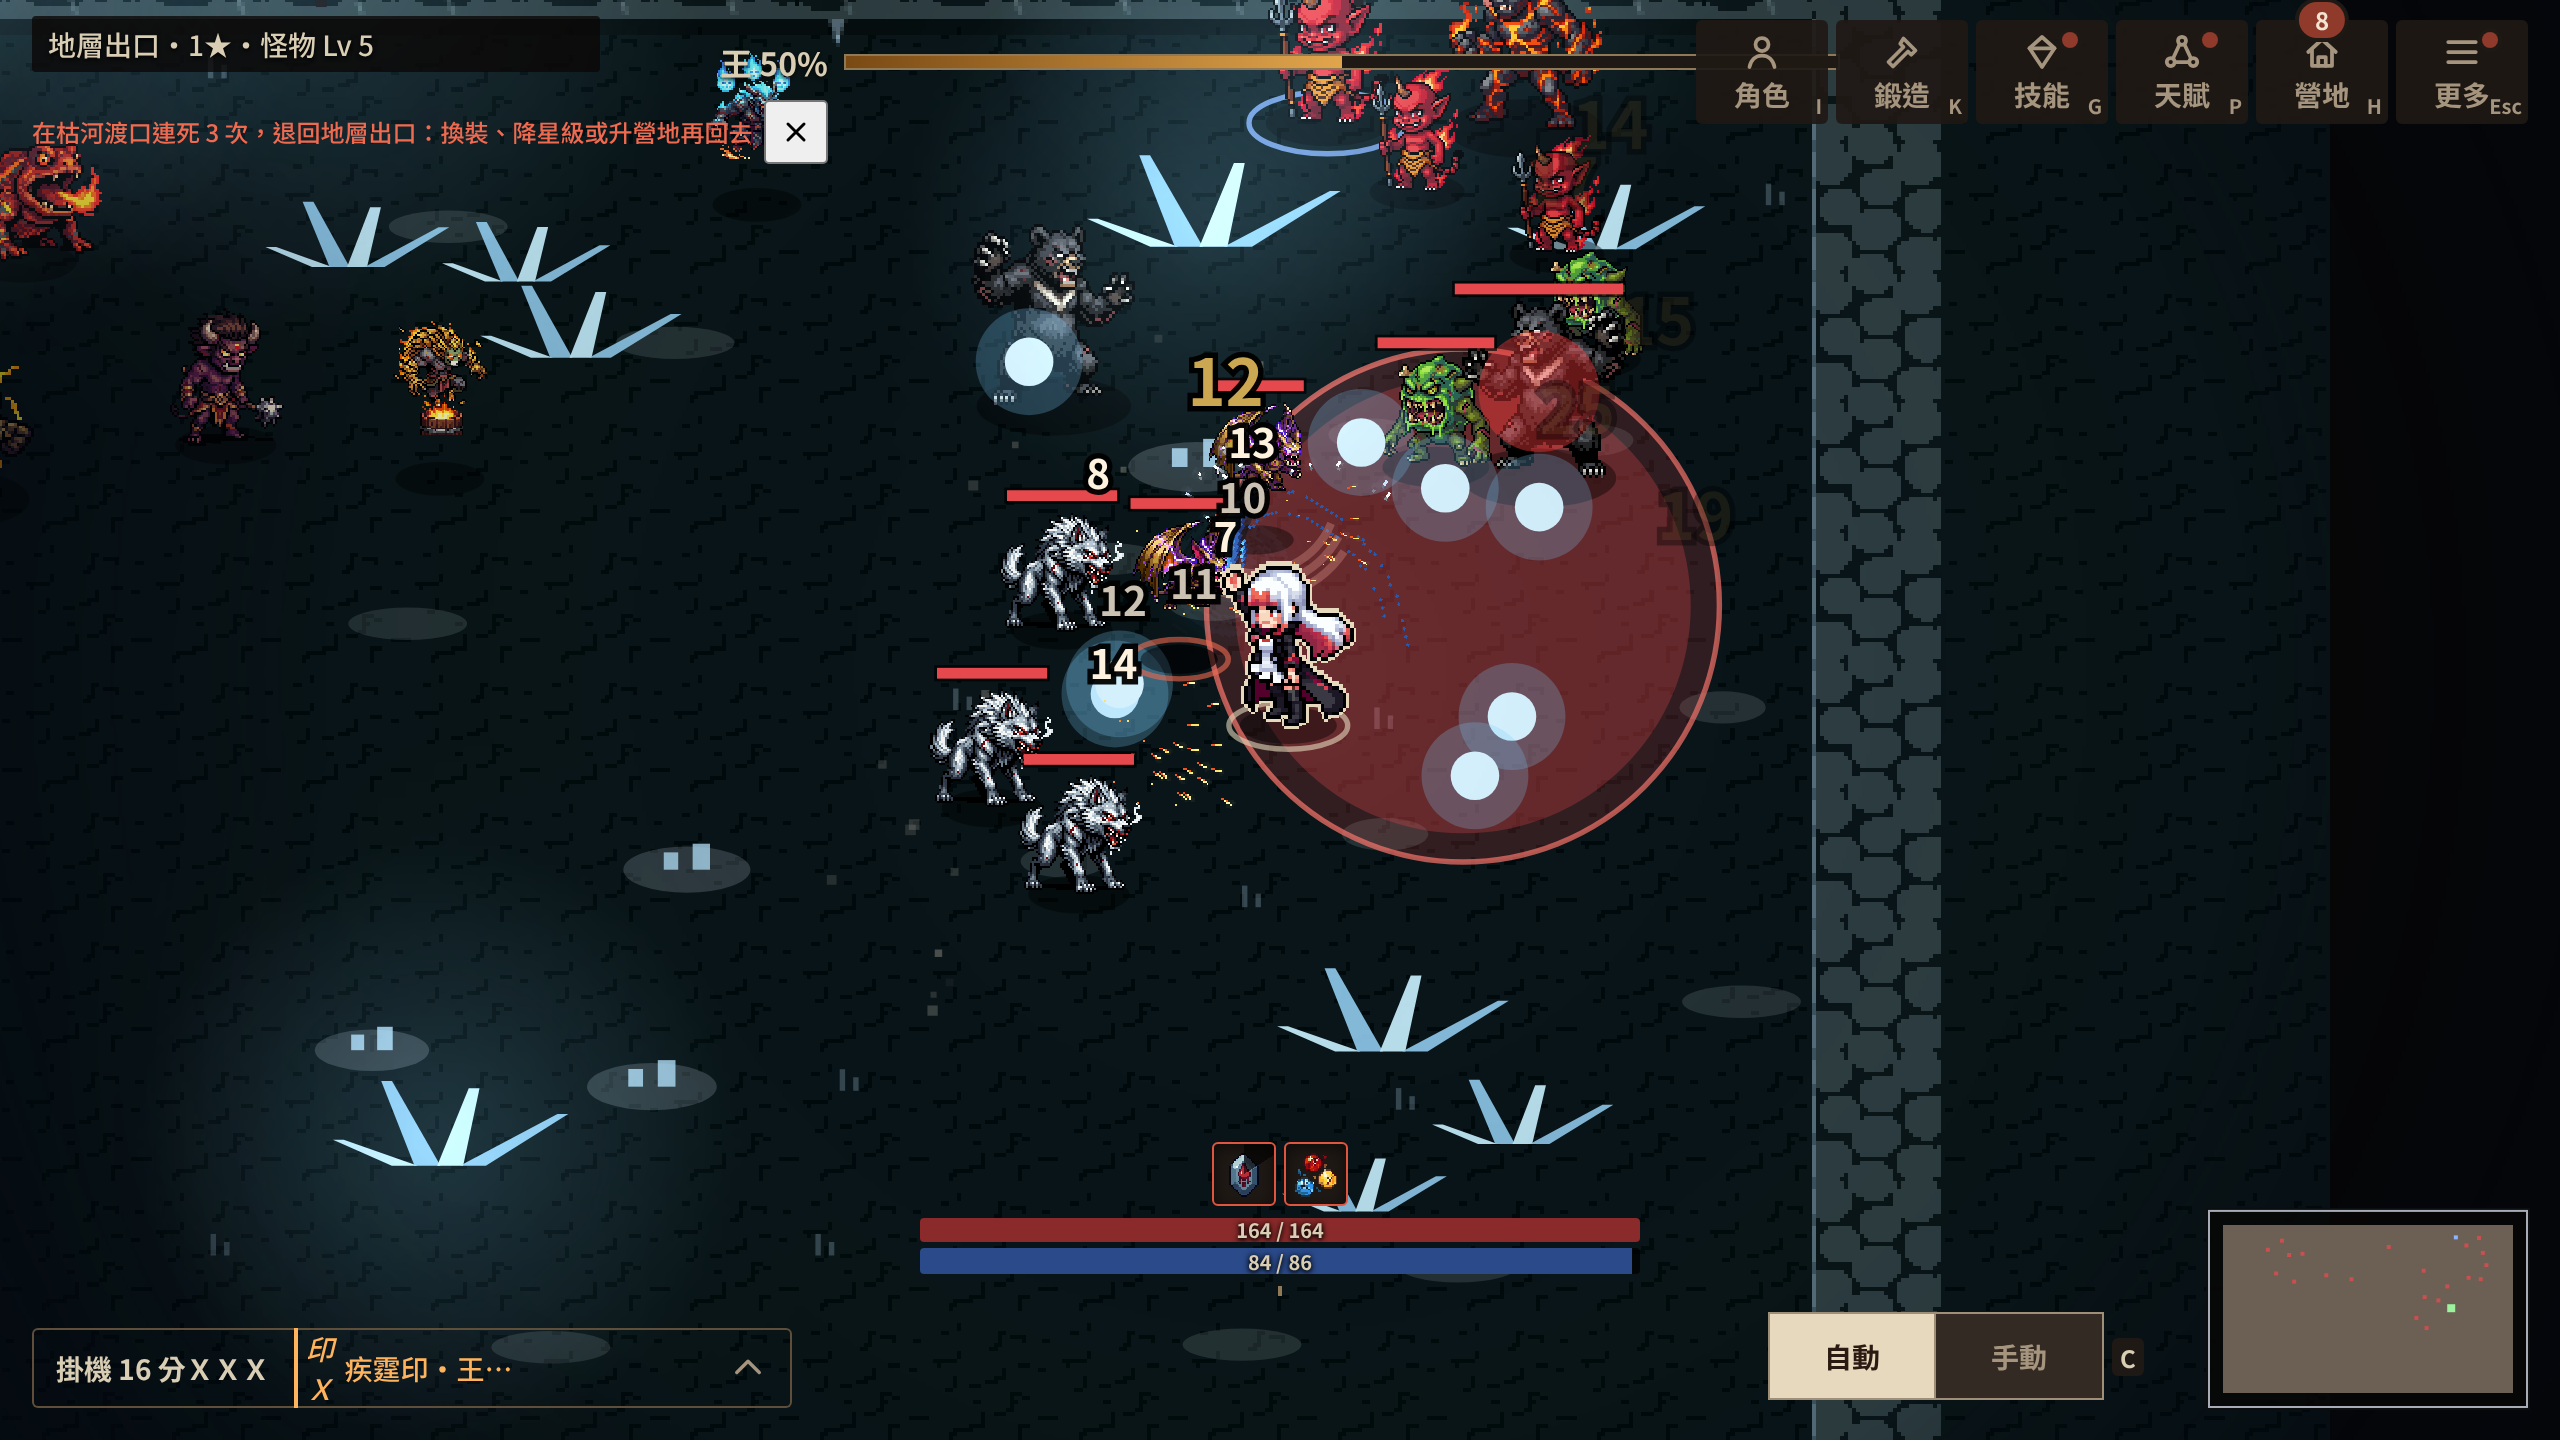 地層出口・1★・怪物 Lv 5
王 50%
在枯河渡口連死 3 次，退回地層出口：換裝、降星級或升營地再回去
角色 I
鍛造 K
技能 G
天賦 P
8
營地 H
更多 Esc
14
15
12
13
25
8
10
19
7
11
12
14
164 / 164
84 / 86
掛機 16 分 X X X
印 X
疾霆印・王…
自動
手動
C